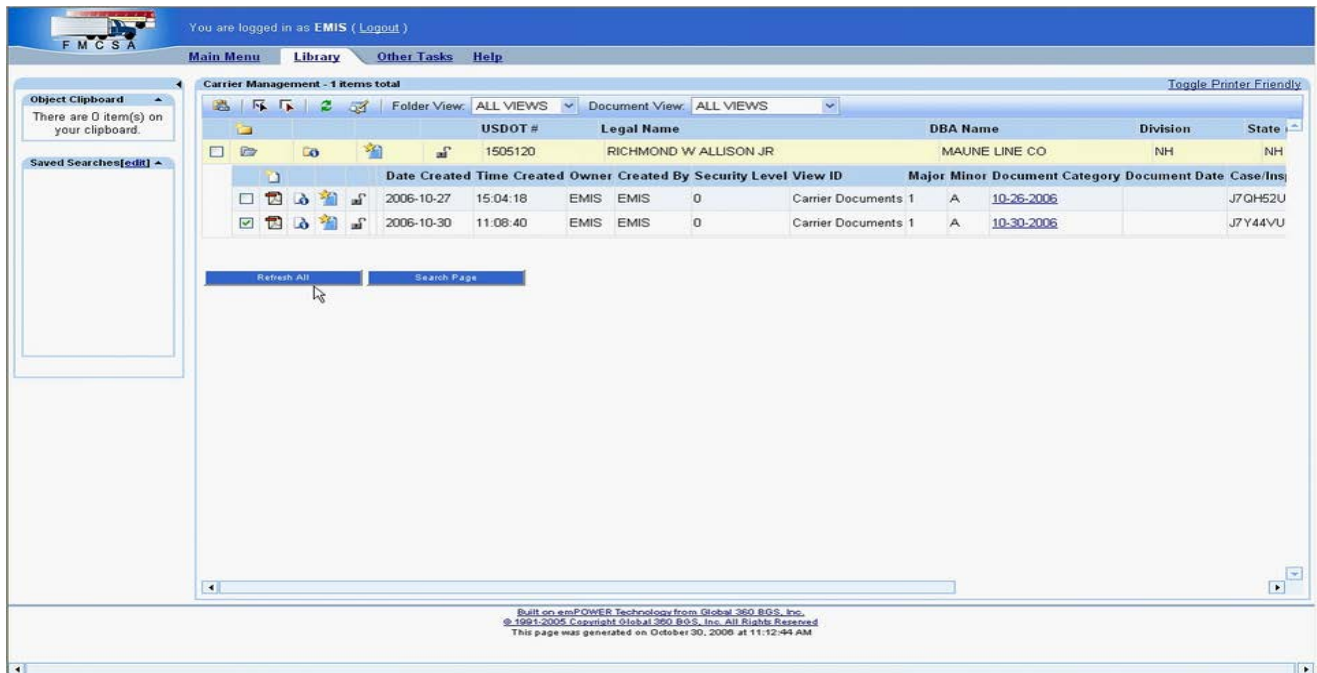 You are logged in as EMIS ( Logout )
FMCSA
Main Menu Library Other Tasks Help
Carrier Management - 1 items total Toggle Printer Friendly
Object Clipboard
There are 0 item(s) on
your clipboard.
Saved Searches[edit]
Folder View: ALL VIEWS Document View: ALL VIEWS
USDOT # Legal Name DBA Name Division State
1505120 RICHMOND W ALLISON JR MAUNE LINE CO NH NH
Date Created Time Created Owner Created By Security Level View ID Major Minor Document Category Document Date Case/Insp
2006-10-27 15:04:18 EMIS EMIS 0 Carrier Documents 1 A 10-26-2006 J7QH52U
2006-10-30 11:08:40 EMIS EMIS 0 Carrier Documents 1 A 10-30-2006 J7Y44VU
Refresh All Search Page
Built on emPOWER Technology from Global 360 BGS, Inc.
© 1991-2005 Copyright Global 360 BGS, Inc. All Rights Reserved
This page was generated on October 30, 2006 at 11:12:44 AM